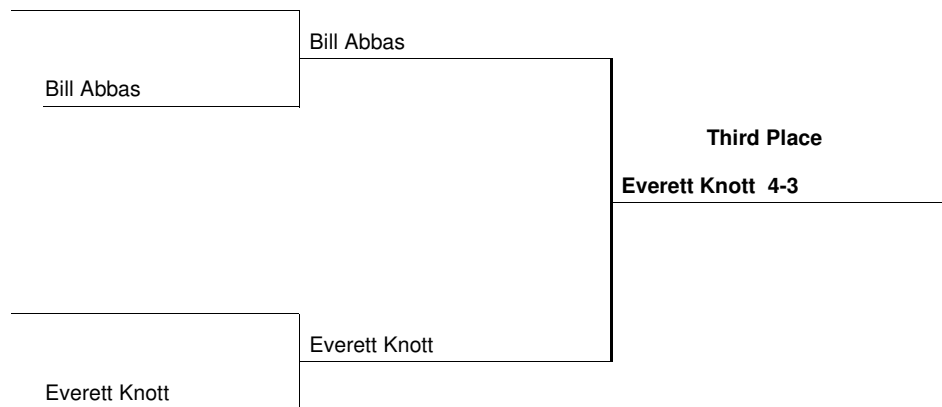 Bill Abbas
Bill Abbas
Third Place
Everett Knott 4-3
Everett Knott
Everett Knott